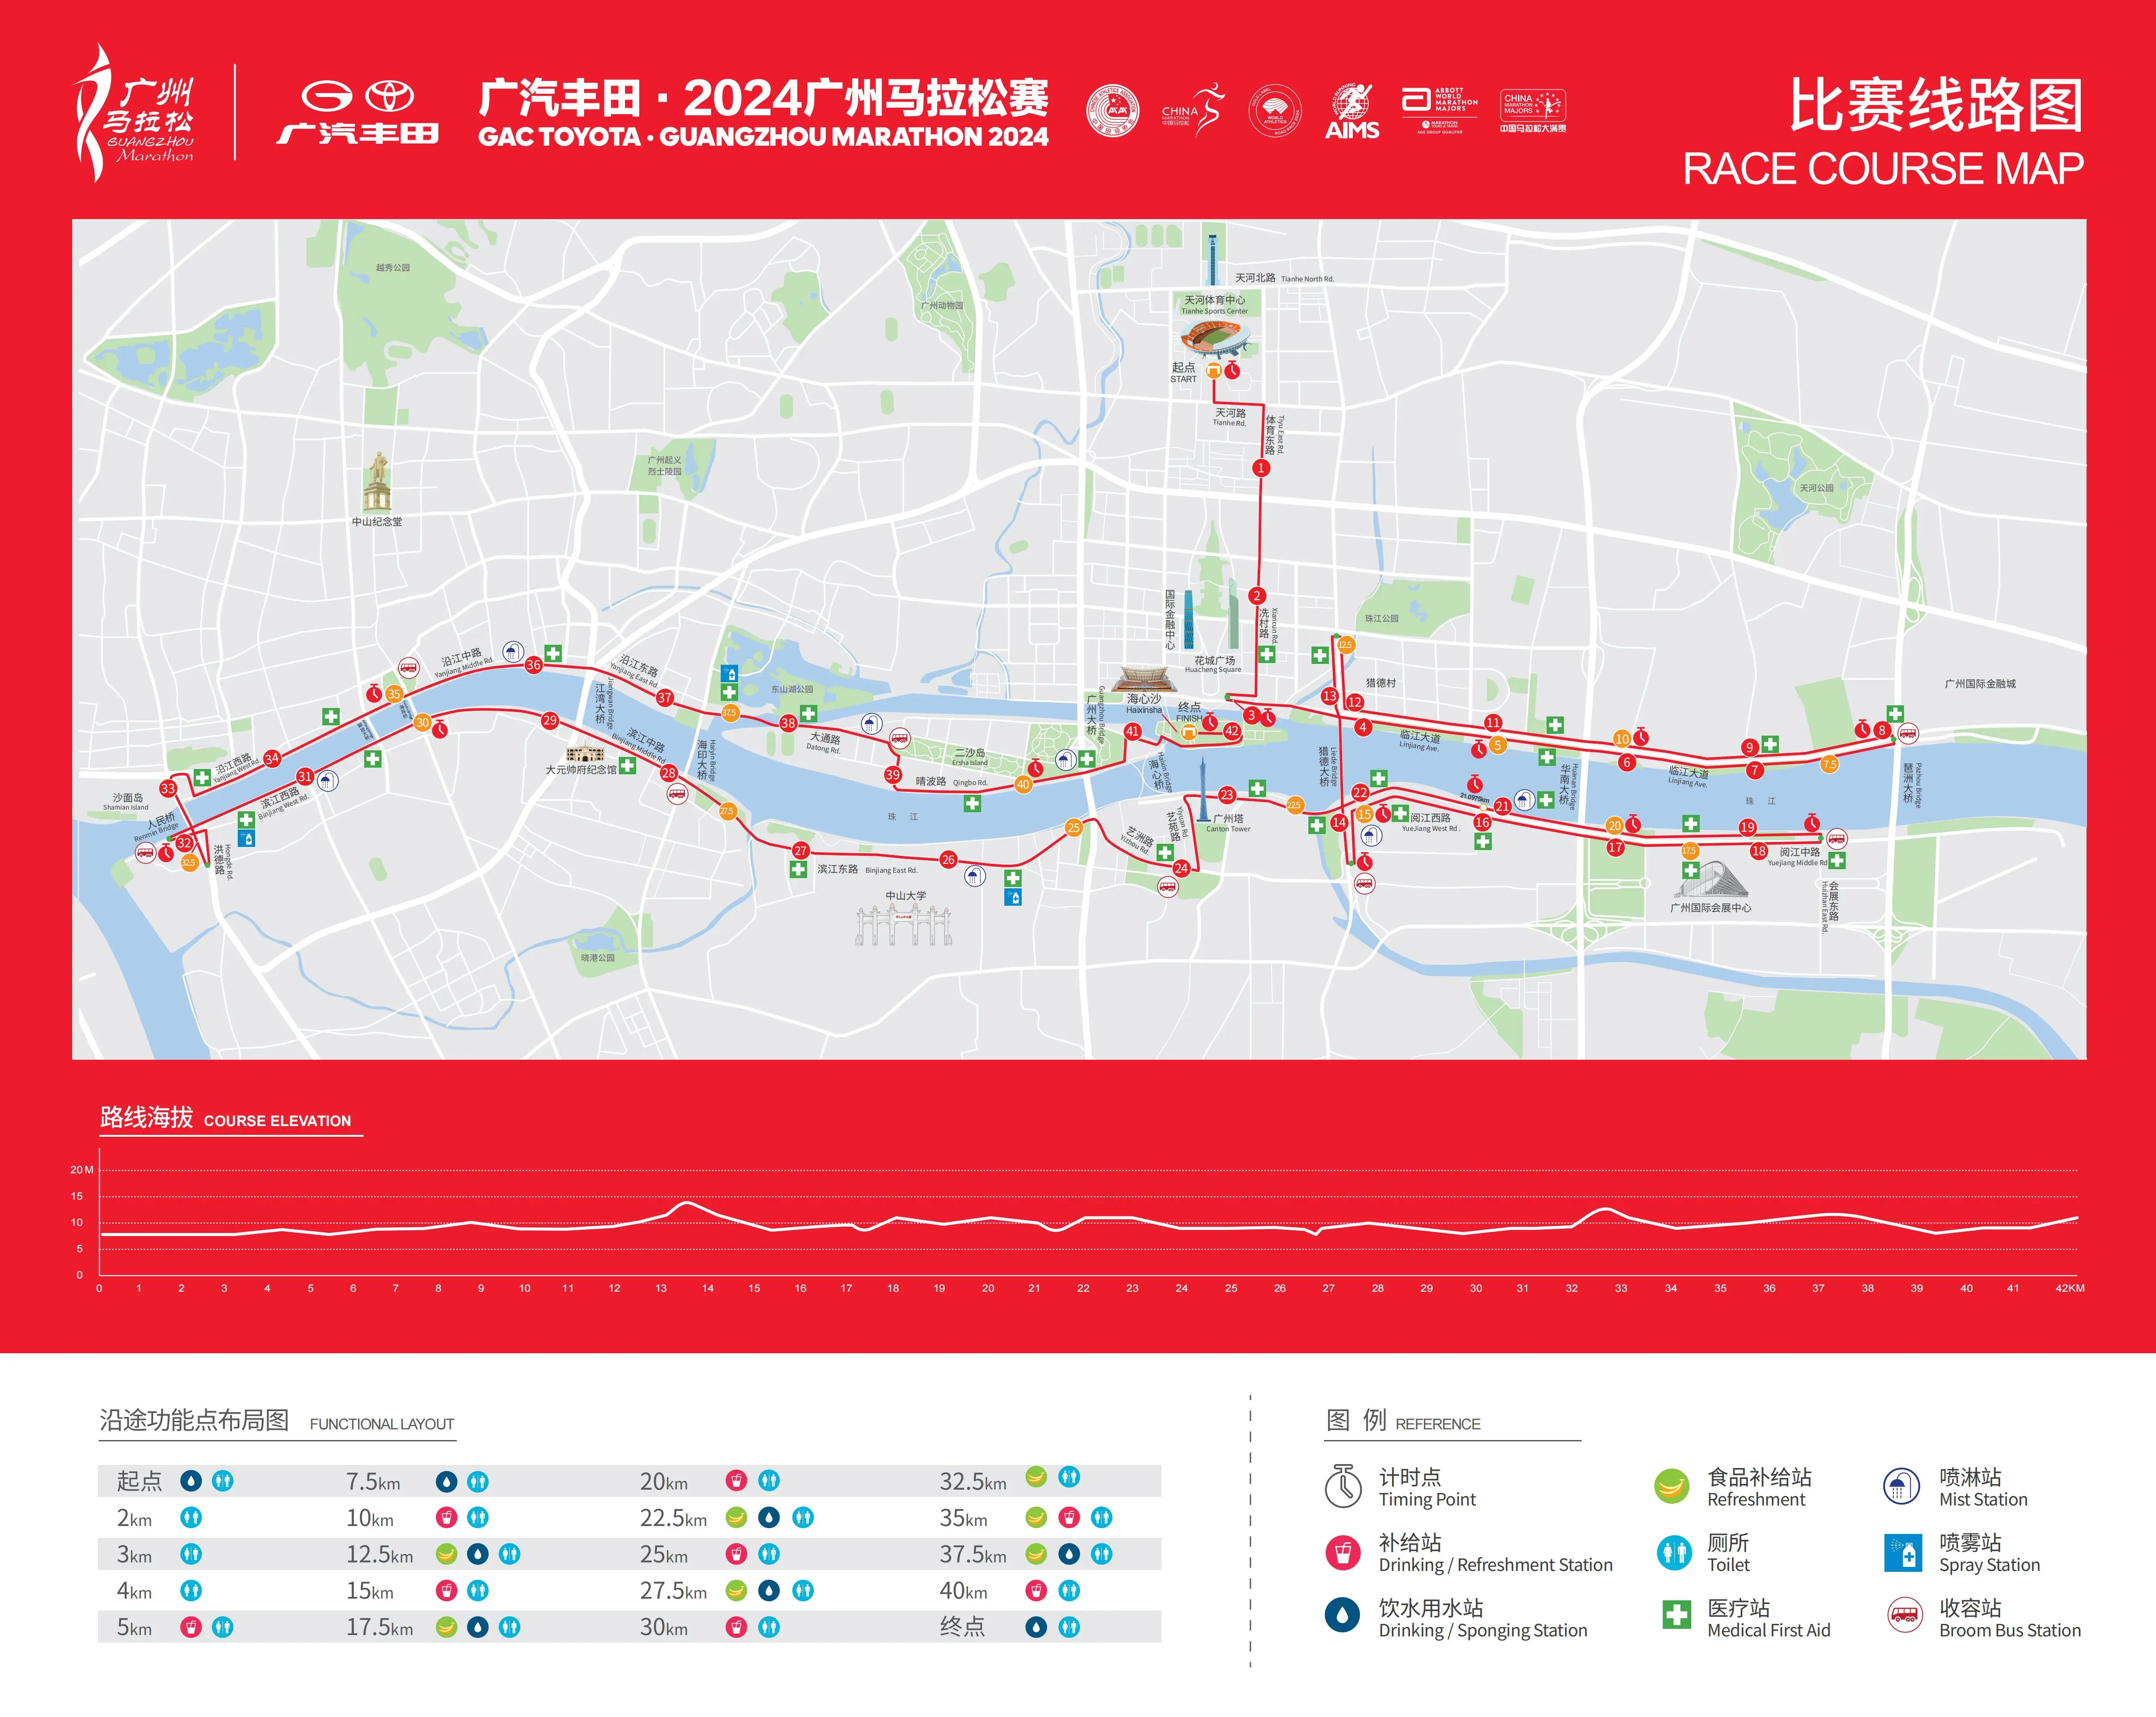 广州
马拉松
GUANGZHOU
Marathon
广汽丰田
广汽丰田·2024广州马拉松赛
GAC TOYOTA · GUANGZHOU MARATHON 2024
CHINA
MARATHON
中国马拉松
WORLD
ATHLETICS
AIMS
ABBOTT
WORLD
MARATHON
MAJORS
CHINA
MARATHON
MAJORS
中国马拉松大满贯
比赛线路图
RACE COURSE MAP
越秀公园
广州动物园
天河北路 Tianhe North Rd.
天河体育中心
Tianhe Sports Center
起点
START
天河路
Tianhe Rd.
体育东路
Tiyu East Rd.
1
中山纪念堂
广州起义
烈士陵园
天河公园
2
国际金融中心
冼村路
Xiancun Rd.
花城广场
Huacheng Square
珠江公园
12.5
猎德村
广州国际金融城
沿江中路
Yanjiang Middle Rd.
36
沿江东路
Yanjiang East Rd.
37
35
30
29
江湾大桥
Jiangwan Bridge
滨江中路
Binjiang Middle Rd.
大元帅府纪念馆
28
海印大桥
Haiyin Bridge
37.5
东山湖公园
38
大通路
Datong Rd.
39
二沙岛
Ersha Island
晴波路 Qingbo Rd.
40
广州大桥
Guangzhou Bridge
海心沙
Haixinsha
终点
FINISH
41
42
3
海心桥
Haixin Bridge
13
12
4
11
5
临江大道
Linjiang Ave.
10
6
9
7
临江大道
Linjiang Ave.
7.5
8
猎德大桥
Liede Bridge
华南大桥
Huanan Bridge
琶洲大桥
Pazhou Bridge
珠 江
沙面岛
Shamian Island
33
沿江西路
Yanjiang West Rd.
34
31
滨江西路
Binjiang West Rd.
人民桥
Renmin Bridge
32
32.5
洪德路
Hongde Rd.
27.5
27
滨江东路 Binjiang East Rd.
26
25
珠 江
中山大学
晓港公园
艺洲路
Yizhou Rd.
艺苑路
Yiyuan Rd.
24
23
广州塔
Canton Tower
22.5
14
22
15
阅江西路
YueJiang West Rd.
21.0975km
21
16
20
17
17.5
19
18
阅江中路
Yuejiang Middle Rd.
会展东路
Huizhan East Rd.
广州国际会展中心
路线海拔 COURSE ELEVATION
20 M
15
10
5
0
0 1 2 3 4 5 6 7 8 9 10 11 12 13 14 15 16 17 18 19 20 21 22 23 24 25 26 27 28 29 30 31 32 33 34 35 36 37 38 39 40 41 42KM
沿途功能点布局图 FUNCTIONAL LAYOUT
起点 7.5km 20km 32.5km
2km 10km 22.5km 35km
3km 12.5km 25km 37.5km
4km 15km 27.5km 40km
5km 17.5km 30km 终点
图 例 REFERENCE
计时点
Timing Point
食品补给站
Refreshment
喷淋站
Mist Station
补给站
Drinking / Refreshment Station
厕所
Toilet
喷雾站
Spray Station
饮水用水站
Drinking / Sponging Station
医疗站
Medical First Aid
收容站
Broom Bus Station